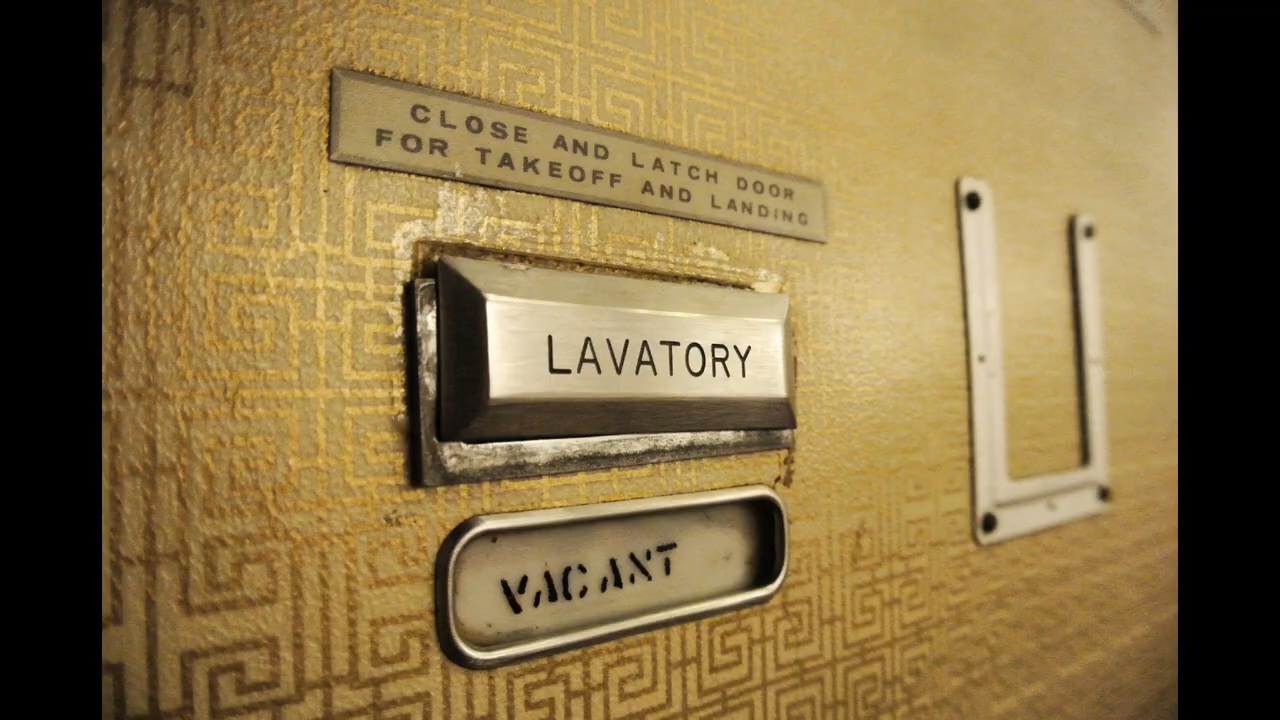 CLOSE AND LATCH DOOR
FOR TAKEOFF AND LANDING
LAVATORY
VACANT